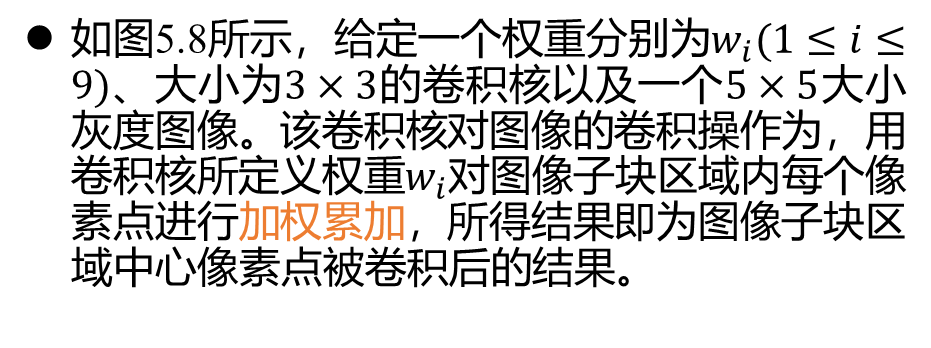 ● 如图5.8所示，给定一个权重分别为wᵢ(1 ≤ i ≤
9)、大小为3 × 3的卷积核以及一个5 × 5大小
灰度图像。该卷积核对图像的卷积操作为，用
卷积核所定义权重wᵢ对图像子块区域内每个像
素点进行加权累加，所得结果即为图像子块区
域中心像素点被卷积后的结果。